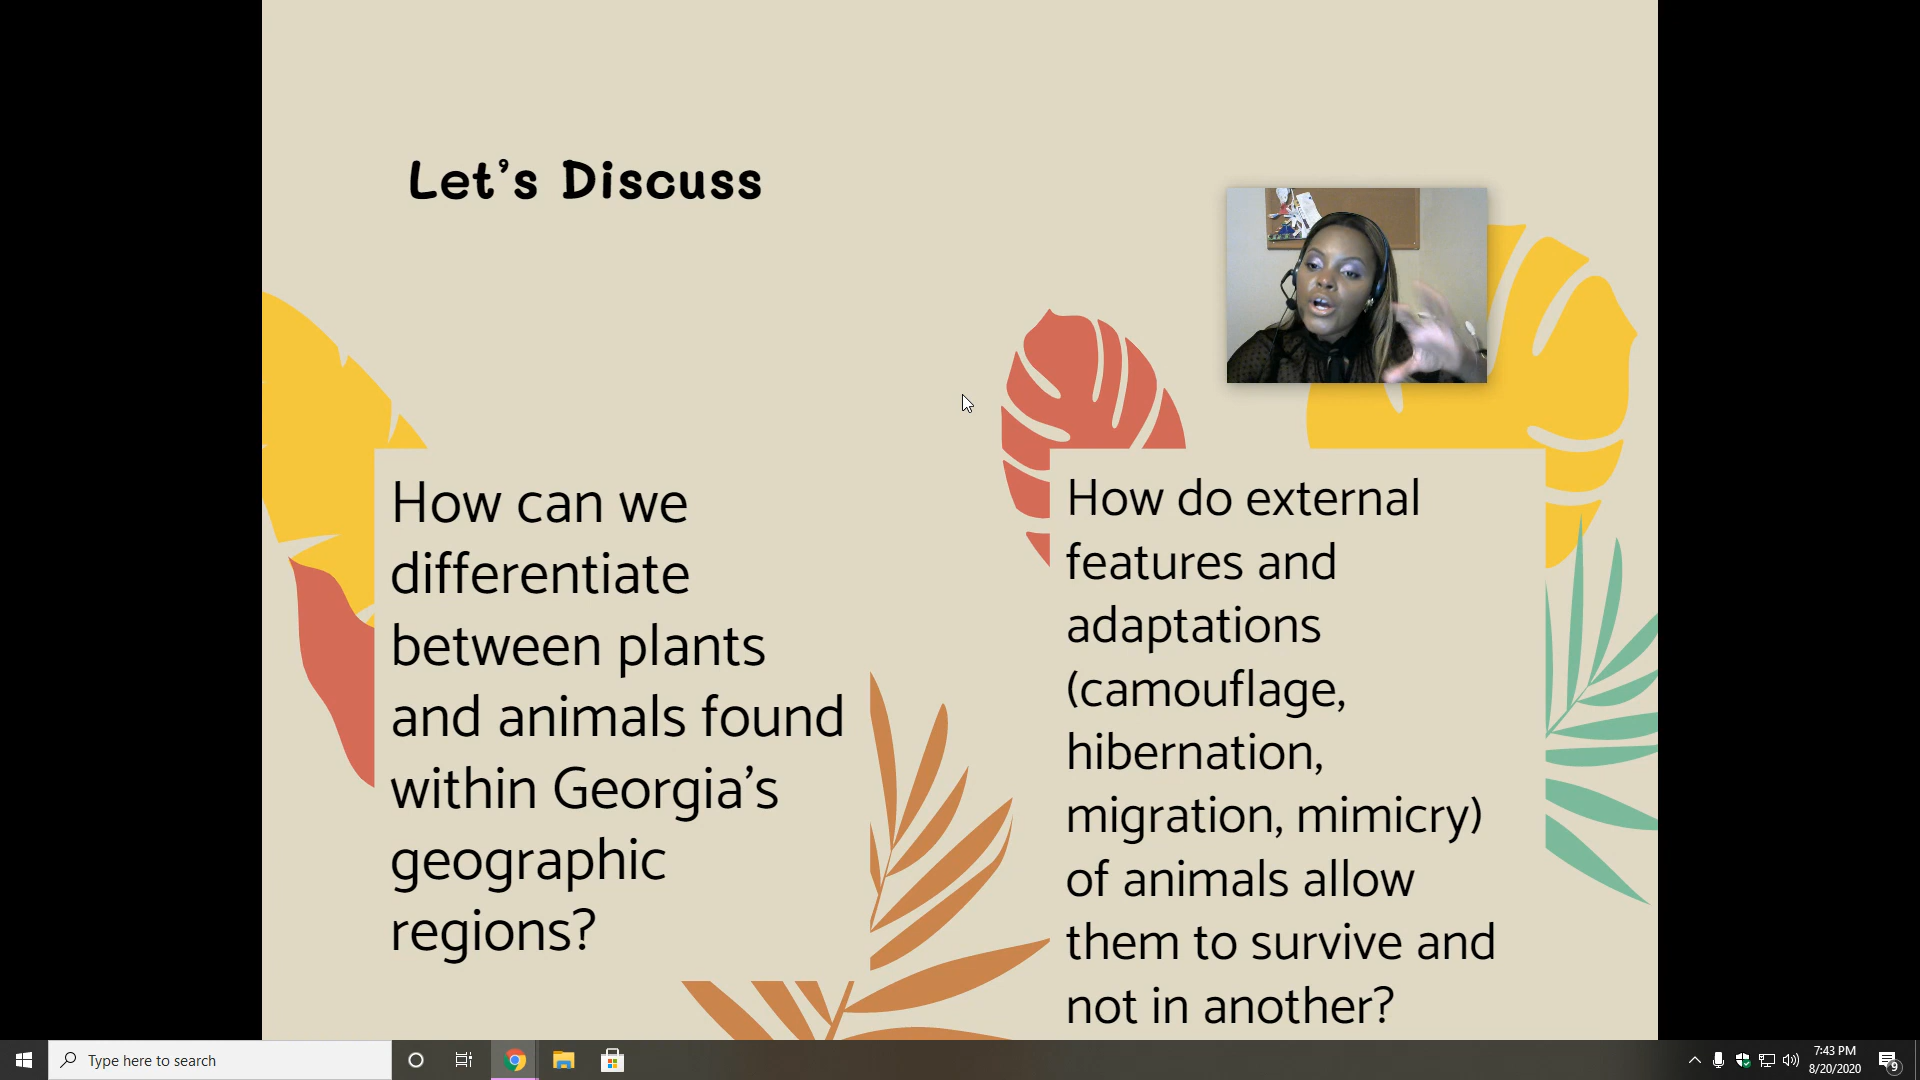 Let's Discuss
How can we
differentiate
between plants
and animals found
within Georgia's
geographic
regions?
How do external
features and
adaptations
(camouflage,
hibernation,
migration, mimicry)
of animals allow
them to survive and
not in another?
Type here to search
7:43 PM
8/20/2020
9